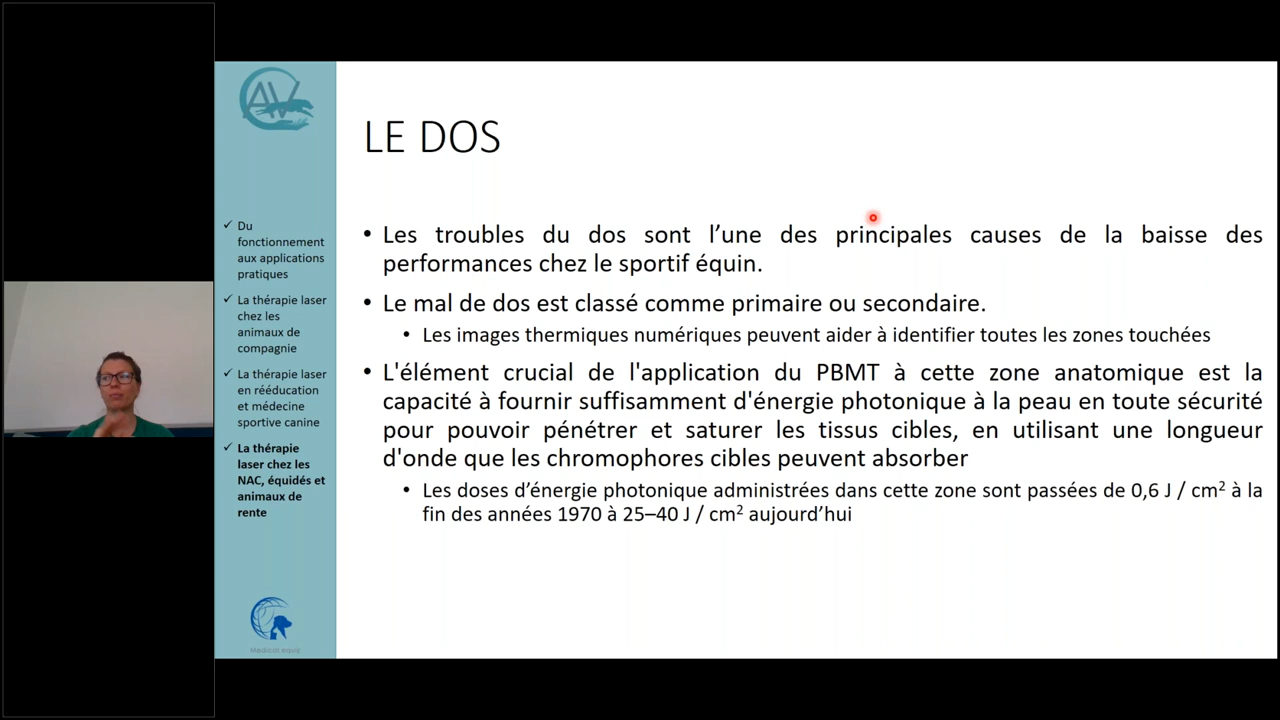 AV
LE DOS
✓ Du
fonctionnement
aux applications
pratiques
✓ La thérapie laser
chez les
animaux de
compagnie
✓ La thérapie laser
en rééducation
et médecine
sportive canine
✓ La thérapie
laser chez les
NAC, équidés et
animaux de
rente
Medical equa
• Les troubles du dos sont l’une des principales causes de la baisse des
performances chez le sportif équin.
• Le mal de dos est classé comme primaire ou secondaire.
• Les images thermiques numériques peuvent aider à identifier toutes les zones touchées
• L'élément crucial de l'application du PBMT à cette zone anatomique est la
capacité à fournir suffisamment d'énergie photonique à la peau en toute sécurité
pour pouvoir pénétrer et saturer les tissus cibles, en utilisant une longueur
d'onde que les chromophores cibles peuvent absorber
• Les doses d’énergie photonique administrées dans cette zone sont passées de 0,6 J / cm² à la
fin des années 1970 à 25–40 J / cm² aujourd’hui